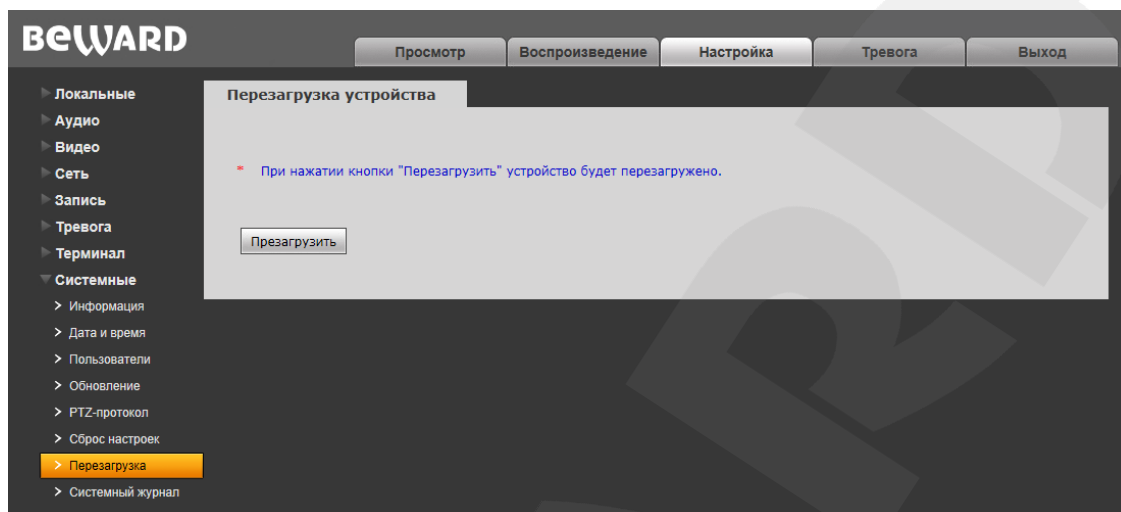 BEWARD
Просмотр Воспроизведение Настройка Тревога Выход
Локальные
Аудио
Видео
Сеть
Запись
Тревога
Терминал
Системные
> Информация
> Дата и время
> Пользователи
> Обновление
> PTZ-протокол
> Сброс настроек
> Перезагрузка
> Системный журнал
Перезагрузка устройства
* При нажатии кнопки "Перезагрузить" устройство будет перезагружено.
Презагрузить